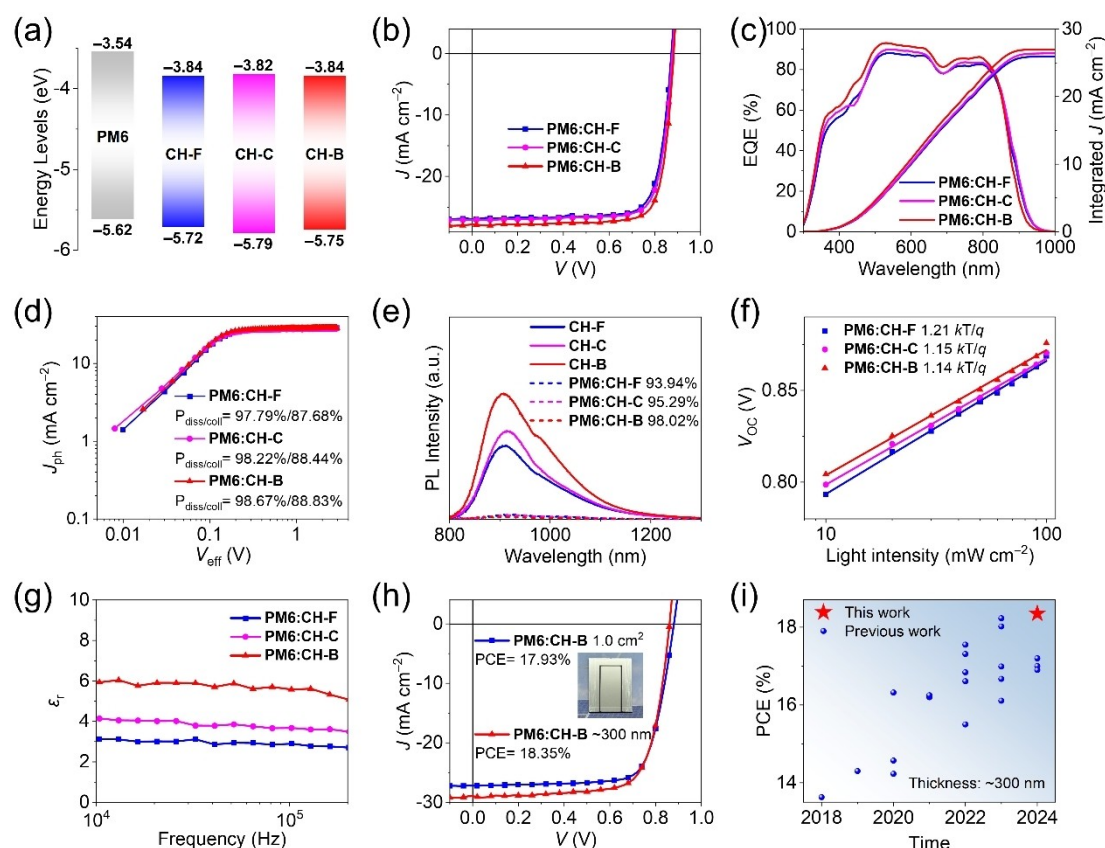 (a)
Energy Levels (eV)
-4
-5
-6
–3.54
PM6
–5.62
–3.84
CH-F
–5.72
–3.82
CH-C
–5.79
–3.84
CH-B
–5.75
(b)
J (mA cm⁻²)
0
-10
-20
PM6:CH-F
PM6:CH-C
PM6:CH-B
0.0 0.2 0.4 0.6 0.8 1.0
V (V)
(c)
EQE (%)
100
80
60
40
20
0
30
20
10
0
Integrated J (mA cm⁻²)
PM6:CH-F
PM6:CH-C
PM6:CH-B
400 600 800 1000
Wavelength (nm)
(d)
Jph (mA cm⁻²)
10
1
0.1
PM6:CH-F
Pdiss/coll= 97.79%/87.68%
PM6:CH-C
Pdiss/coll= 98.22%/88.44%
PM6:CH-B
Pdiss/coll= 98.67%/88.83%
0.01 0.1 1
Veff (V)
(e)
PL Intensity (a.u.)
CH-F
CH-C
CH-B
PM6:CH-F 93.94%
PM6:CH-C 95.29%
PM6:CH-B 98.02%
800 1000 1200
Wavelength (nm)
(f)
VOC (V)
0.85
0.80
PM6:CH-F 1.21 kT/q
PM6:CH-C 1.15 kT/q
PM6:CH-B 1.14 kT/q
10 100
Light intensity (mW cm⁻²)
(g)
εr
10
8
6
4
2
0
PM6:CH-F
PM6:CH-C
PM6:CH-B
10⁴ 10⁵
Frequency (Hz)
(h)
J (mA cm⁻²)
0
-10
-20
-30
PM6:CH-B 1.0 cm²
PCE= 17.93%
PM6:CH-B ~300 nm
PCE= 18.35%
0.0 0.2 0.4 0.6 0.8 1.0
V (V)
(i)
PCE (%)
18
16
14
This work
Previous work
Thickness: ~300 nm
2018 2020 2022 2024
Time